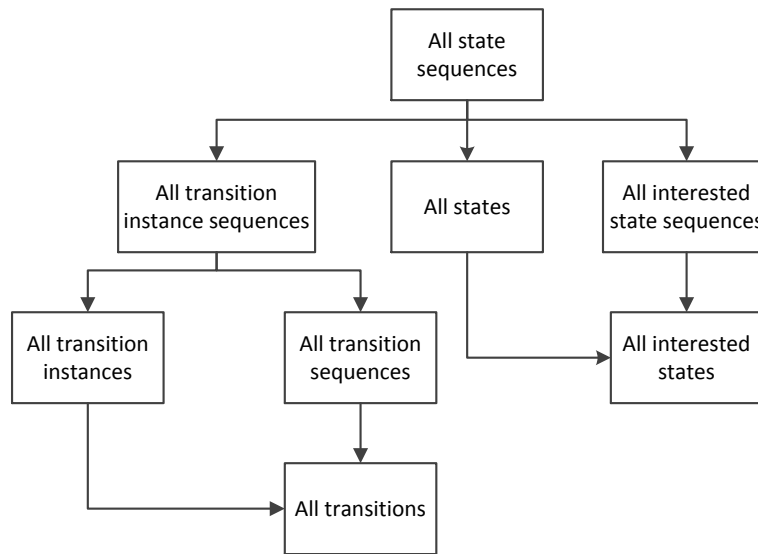 All state
sequences
All transition
instance sequences
All states
All interested
state sequences
All transition
instances
All transition
sequences
All interested
states
All transitions